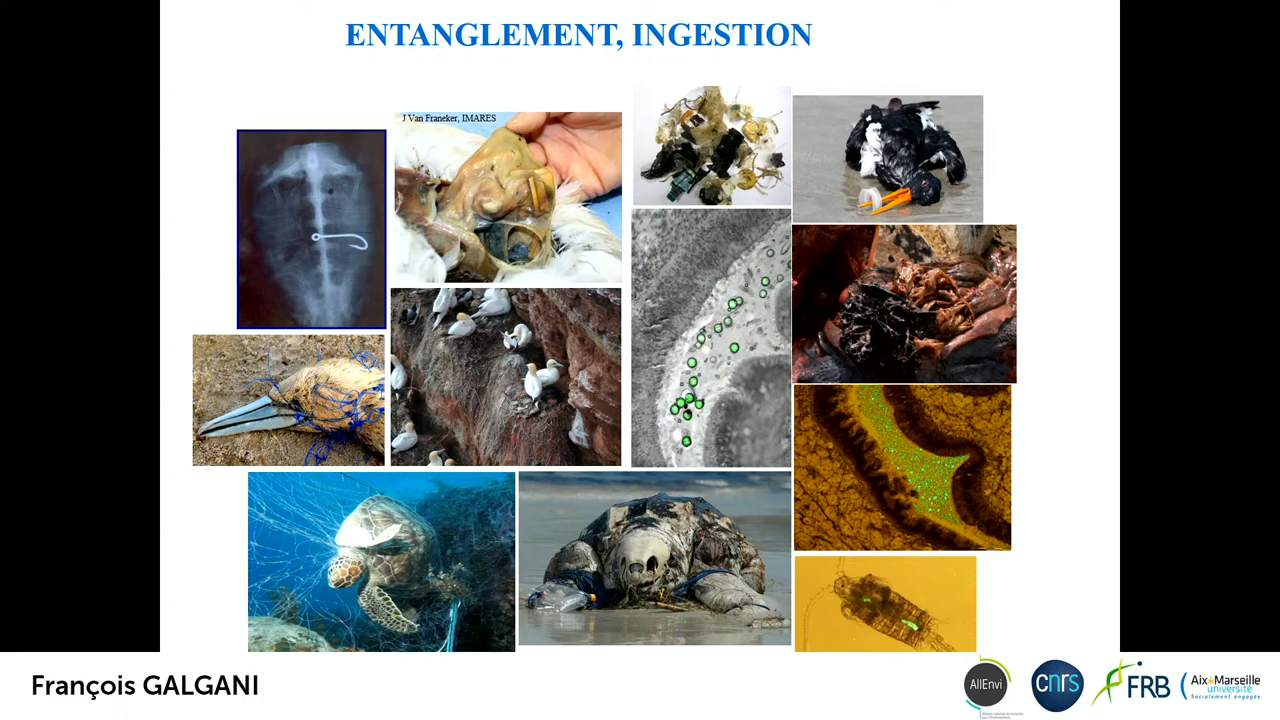 ENTANGLEMENT, INGESTION
J Van Franeker, IMARES
François GALGANI
AllEnvi
cnrs
FRB
Aix Marseille
université
Socialement engagée